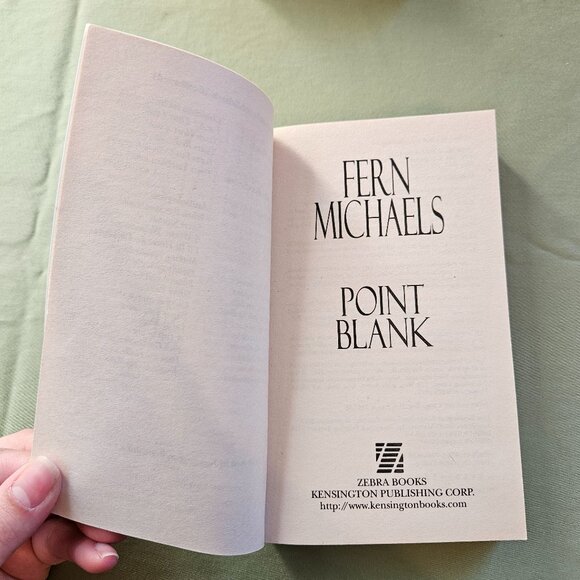 FERN
MICHAELS
POINT
BLANK
ZEBRA BOOKS
KENSINGTON PUBLISHING CORP.
http://www.kensingtonbooks.com